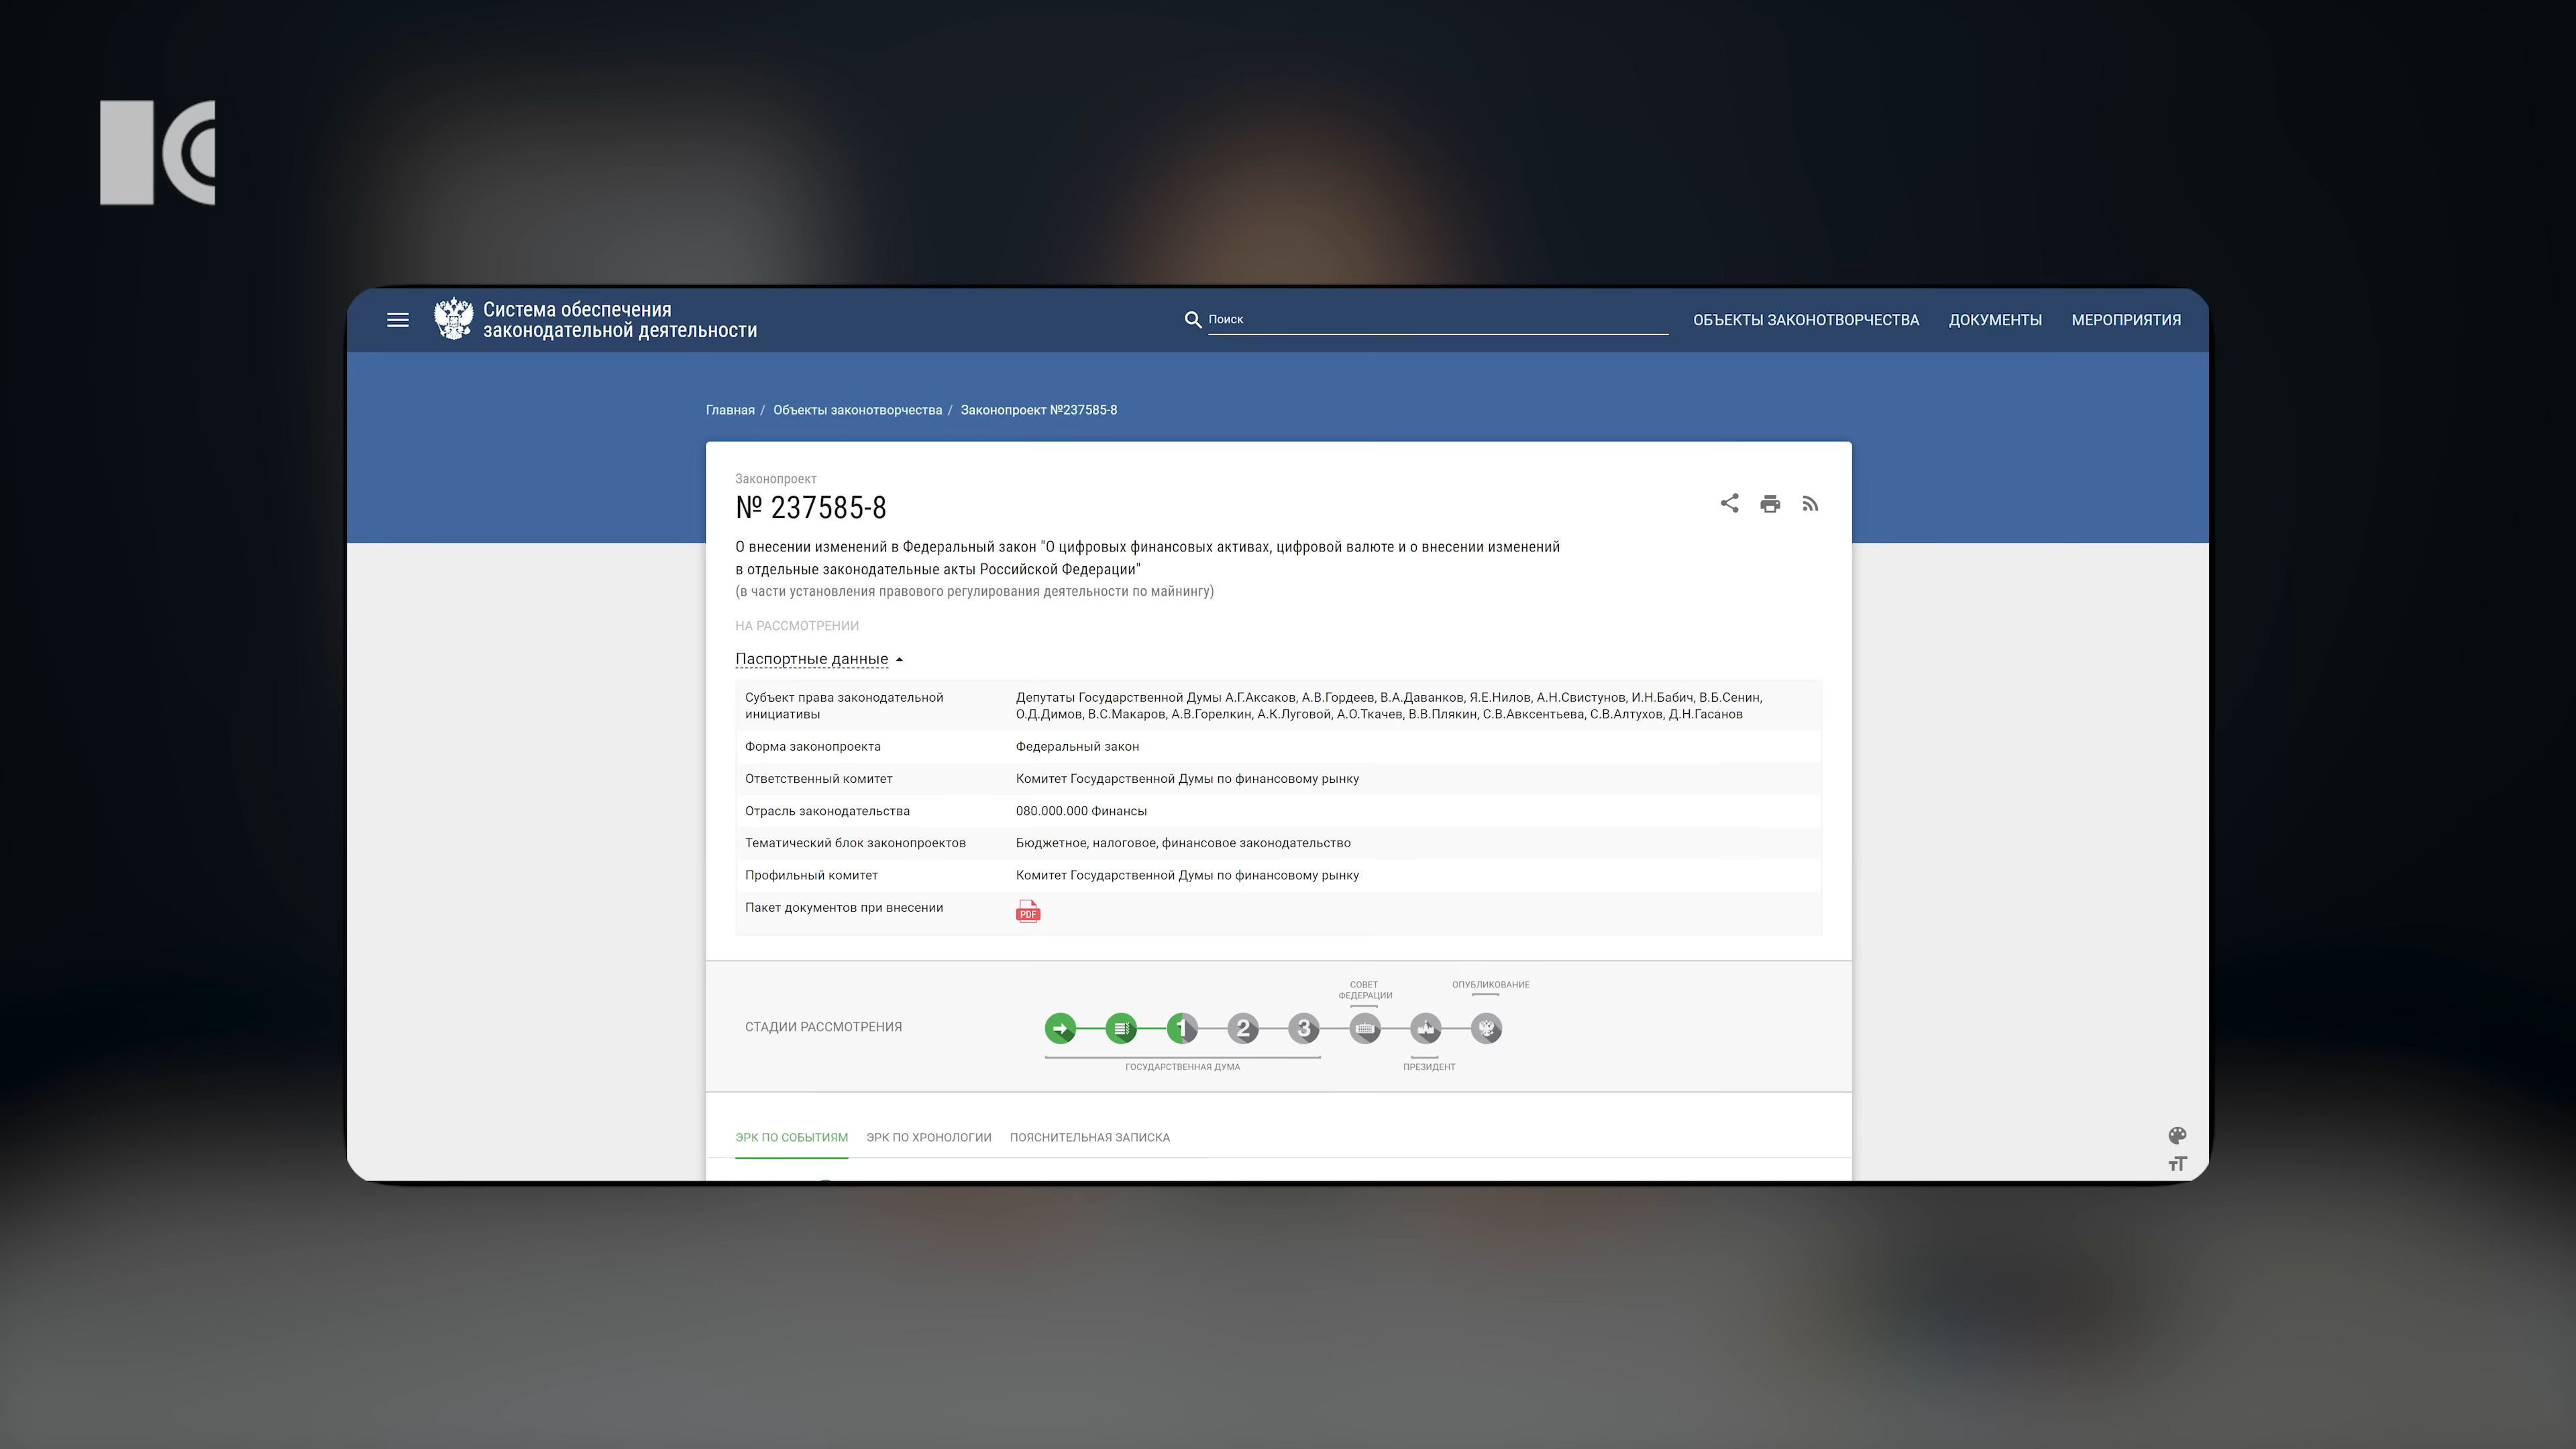 Система обеспечения
законодательной деятельности
Поиск
ОБЪЕКТЫ ЗАКОНОТВОРЧЕСТВА
ДОКУМЕНТЫ
МЕРОПРИЯТИЯ
Главная / Объекты законотворчества / Законопроект №237585-8
Законопроект
№ 237585-8
О внесении изменений в Федеральный закон "О цифровых финансовых активах, цифровой валюте и о внесении изменений
в отдельные законодательные акты Российской Федерации"
(в части установления правового регулирования деятельности по майнингу)
НА РАССМОТРЕНИИ
Паспортные данные
Субъект права законодательной
инициативы
Депутаты Государственной Думы А.Г.Аксаков, А.В.Гордеев, В.А.Даванков, Я.Е.Нилов, А.Н.Свистунов, И.Н.Бабич, В.Б.Сенин,
О.Д.Димов, В.С.Макаров, А.В.Горелкин, А.К.Луговой, А.О.Ткачев, В.В.Плякин, С.В.Авксентьева, С.В.Алтухов, Д.Н.Гасанов
Форма законопроекта
Федеральный закон
Ответственный комитет
Комитет Государственной Думы по финансовому рынку
Отрасль законодательства
080.000.000 Финансы
Тематический блок законопроектов
Бюджетное, налоговое, финансовое законодательство
Профильный комитет
Комитет Государственной Думы по финансовому рынку
Пакет документов при внесении
PDF
СОВЕТ
ФЕДЕРАЦИИ
ОПУБЛИКОВАНИЕ
СТАДИИ РАССМОТРЕНИЯ
1 2 3
ГОСУДАРСТВЕННАЯ ДУМА
ПРЕЗИДЕНТ
ЭРК ПО СОБЫТИЯМ
ЭРК ПО ХРОНОЛОГИИ
ПОЯСНИТЕЛЬНАЯ ЗАПИСКА